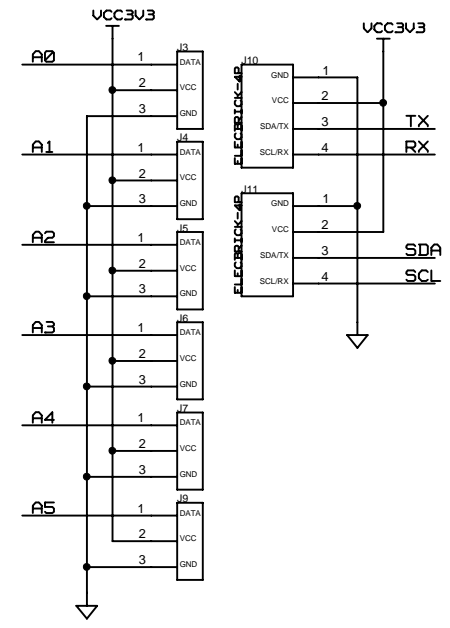 VCC3V3
A0
1
2
3
J3
DATA
VCC
GND
A1
1
2
3
J4
DATA
VCC
GND
A2
1
2
3
J5
DATA
VCC
GND
A3
1
2
3
J6
DATA
VCC
GND
A4
1
2
3
J7
DATA
VCC
GND
A5
1
2
3
J9
DATA
VCC
GND
VCC3V3
J10
ELECBRICK-4P
GND 1
VCC 2
SDA/TX 3 TX
SCL/RX 4 RX
J11
ELECBRICK-4P
GND 1
VCC 2
SDA/TX 3 SDA
SCL/RX 4 SCL